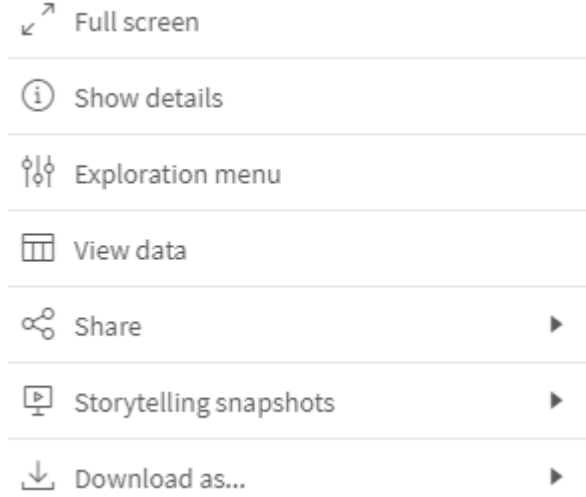 Full screen
Show details
Exploration menu
View data
Share
Storytelling snapshots
Download as...